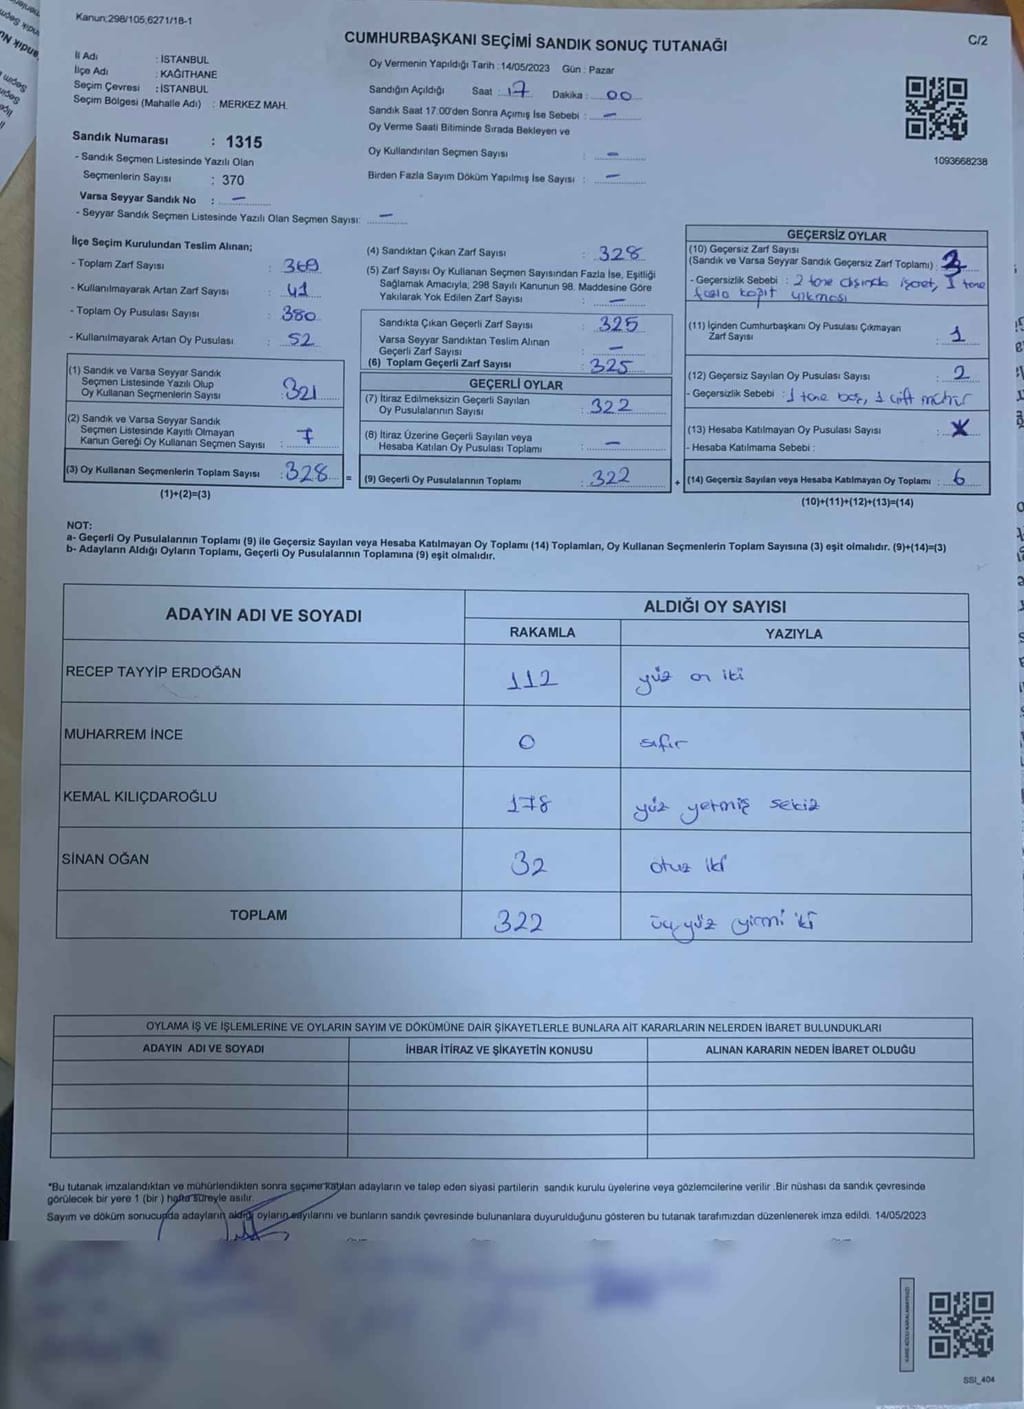 Kanun;298/105,6271/18-1
CUMHURBAŞKANI SEÇİMİ SANDIK SONUÇ TUTANAĞI
C/2
İl Adı : İSTANBUL
İlçe Adı : KAĞITHANE
Seçim Çevresi : İSTANBUL
Seçim Bölgesi (Mahalle Adı) : MERKEZ MAH.
Oy Vermenin Yapıldığı Tarih :14/05/2023 Gün : Pazar
Sandığın Açıldığı Saat : 17 Dakika : 00
Sandık Saat 17:00'den Sonra Açımış İse Sebebi : —
Oy Verme Saati Bitiminde Sırada Bekleyen ve
Oy Kullandırılan Seçmen Sayısı : —
Birden Fazla Sayım Döküm Yapılmış İse Sayısı : —
1093668238
Sandık Numarası : 1315
- Sandık Seçmen Listesinde Yazılı Olan
Seçmenlerin Sayısı : 370
Varsa Seyyar Sandık No : —
- Seyyar Sandık Seçmen Listesinde Yazılı Olan Seçmen Sayısı: —
İlçe Seçim Kurulundan Teslim Alınan;
- Toplam Zarf Sayısı : 369
- Kullanılmayarak Artan Zarf Sayısı : 41
- Toplam Oy Pusulası Sayısı : 380
- Kullanılmayarak Artan Oy Pusulası : 52
(1) Sandık ve Varsa Seyyar Sandık
Seçmen Listesinde Yazılı Olup
Oy Kullanan Seçmenlerin Sayısı : 321
(2) Sandık ve Varsa Seyyar Sandık
Seçmen Listesinde Kayıtlı Olmayan
Kanun Gereği Oy Kullanan Seçmen Sayısı : 7
(3) Oy Kullanan Seçmenlerin Toplam Sayısı : 328 =
(1)+(2)=(3)
(4) Sandıktan Çıkan Zarf Sayısı : 328
(5) Zarf Sayısı Oy Kullanan Seçmen Sayısından Fazla İse, Eşitliği
Sağlamak Amacıyla, 298 Sayılı Kanunun 98. Maddesine Göre
Yakılarak Yok Edilen Zarf Sayısı : —
Sandıkta Çıkan Geçerli Zarf Sayısı : 325
Varsa Seyyar Sandıktan Teslim Alınan
Geçerli Zarf Sayısı : —
(6) Toplam Geçerli Zarf Sayısı : 325
GEÇERLİ OYLAR
(7) İtiraz Edilmeksizin Geçerli Sayılan
Oy Pusulalarının Sayısı : 322
(8) İtiraz Üzerine Geçerli Sayılan veya
Hesaba Katılan Oy Pusulası Toplamı : —
(9) Geçerli Oy Pusulalarının Toplamı : 322 +
GEÇERSİZ OYLAR
(10) Geçersiz Zarf Sayısı
(Sandık ve Varsa Seyyar Sandık Geçersiz Zarf Toplamı) : 3
- Geçersizlik Sebebi : 2 tane dışında işaret, 1 tane
fazla kağıt çıkması
(11) İçinden Cumhurbaşkanı Oy Pusulası Çıkmayan
Zarf Sayısı : 1
(12) Geçersiz Sayılan Oy Pusulası Sayısı : 2
- Geçersizlik Sebebi : 1 tane boş, 1 çift mühür
(13) Hesaba Katılmayan Oy Pusulası Sayısı :
- Hesaba Katılmama Sebebi :
(14) Geçersiz Sayılan veya Hesaba Katılmayan Oy Toplamı : 6
(10)+(11)+(12)+(13)=(14)
NOT:
a- Geçerli Oy Pusulalarının Toplamı (9) ile Geçersiz Sayılan veya Hesaba Katılmayan Oy Toplamı (14) Toplamları, Oy Kullanan Seçmenlerin Toplam Sayısına (3) eşit olmalıdır. (9)+(14)=(3)
b- Adayların Aldığı Oyların Toplamı, Geçerli Oy Pusulalarının Toplamına (9) eşit olmalıdır.
ADAYIN ADI VE SOYADI
ALDIĞI OY SAYISI
RAKAMLA YAZIYLA
RECEP TAYYİP ERDOĞAN 112 yüz on iki
MUHARREM İNCE 0 sıfır
KEMAL KILIÇDAROĞLU 178 yüz yetmiş sekiz
SİNAN OĞAN 32 otuz iki
TOPLAM 322 üçyüz yirmi iki
OYLAMA İŞ VE İŞLEMLERİNE VE OYLARIN SAYIM VE DÖKÜMÜNE DAİR ŞİKAYETLERLE BUNLARA AİT KARARLARIN NELERDEN İBARET BULUNDUKLARI
ADAYIN ADI VE SOYADI İHBAR İTİRAZ VE ŞİKAYETİN KONUSU ALINAN KARARIN NEDEN İBARET OLDUĞU
*Bu tutanak imzalandıktan ve mühürlendikten sonra seçime katılan adayların ve talep eden siyasi partilerin sandık kurulu üyelerine veya gözlemcilerine verilir .Bir nüshası da sandık çevresinde
görülecek bir yere 1 (bir ) hafta süreyle asılır.
Sayım ve döküm sonucunda adayların aldığı oyların sayılarını ve bunların sandık çevresinde bulunanlara duyurulduğunu gösteren bu tutanak tarafımızdan düzenlenerek imza edildi. 14/05/2023
SSI_404